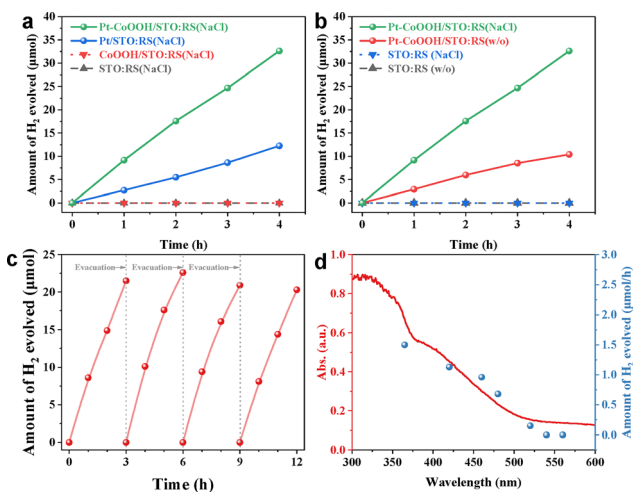 a
Pt-CoOOH/STO:RS(NaCl)
Pt/STO:RS(NaCl)
CoOOH/STO:RS(NaCl)
STO:RS(NaCl)
Amount of H2 evolved (μmol)
40
35
30
25
20
15
10
5
0
0 1 2 3 4
Time (h)
b
Pt-CoOOH/STO:RS(NaCl)
Pt-CoOOH/STO:RS(w/o)
STO:RS (NaCl)
STO:RS (w/o)
Amount of H2 evolved (μmol)
40
35
30
25
20
15
10
5
0
0 1 2 3 4
Time (h)
c
Evacuation Evacuation Evacuation
Amount of H2 evolved (μmol)
25
20
15
10
5
0
0 3 6 9 12
Time (h)
d
Abs. (a.u.)
1.0
0.8
0.6
0.4
0.2
0.0
300 350 400 450 500 550 600
Wavelength (nm)
3.0
2.5
2.0
1.5
1.0
0.5
0.0
Amount of H2 evolved (μmol/h)